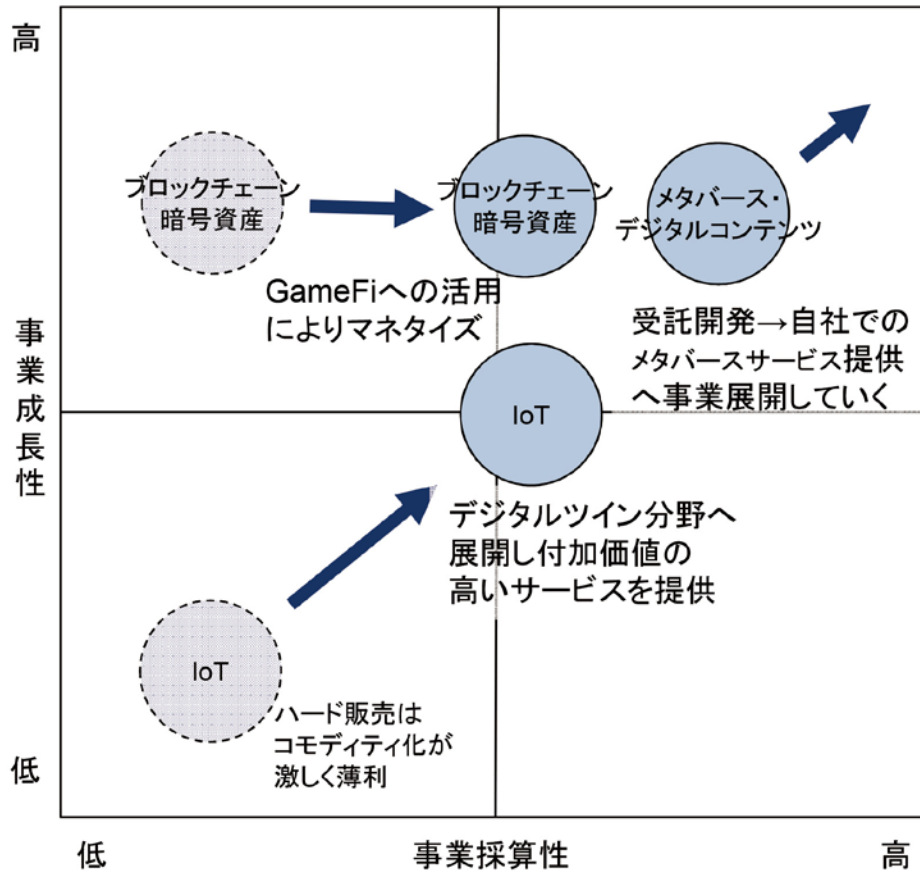 高
ブロックチェーン
暗号資産
ブロックチェーン
暗号資産
メタバース・
デジタルコンテンツ
GameFiへの活用
によりマネタイズ
受託開発→自社での
メタバースサービス提供
へ事業展開していく
事業成長性
IoT
デジタルツイン分野へ
展開し付加価値の
高いサービスを提供
IoT
ハード販売は
コモディティ化が
激しく薄利
低
低
事業採算性
高